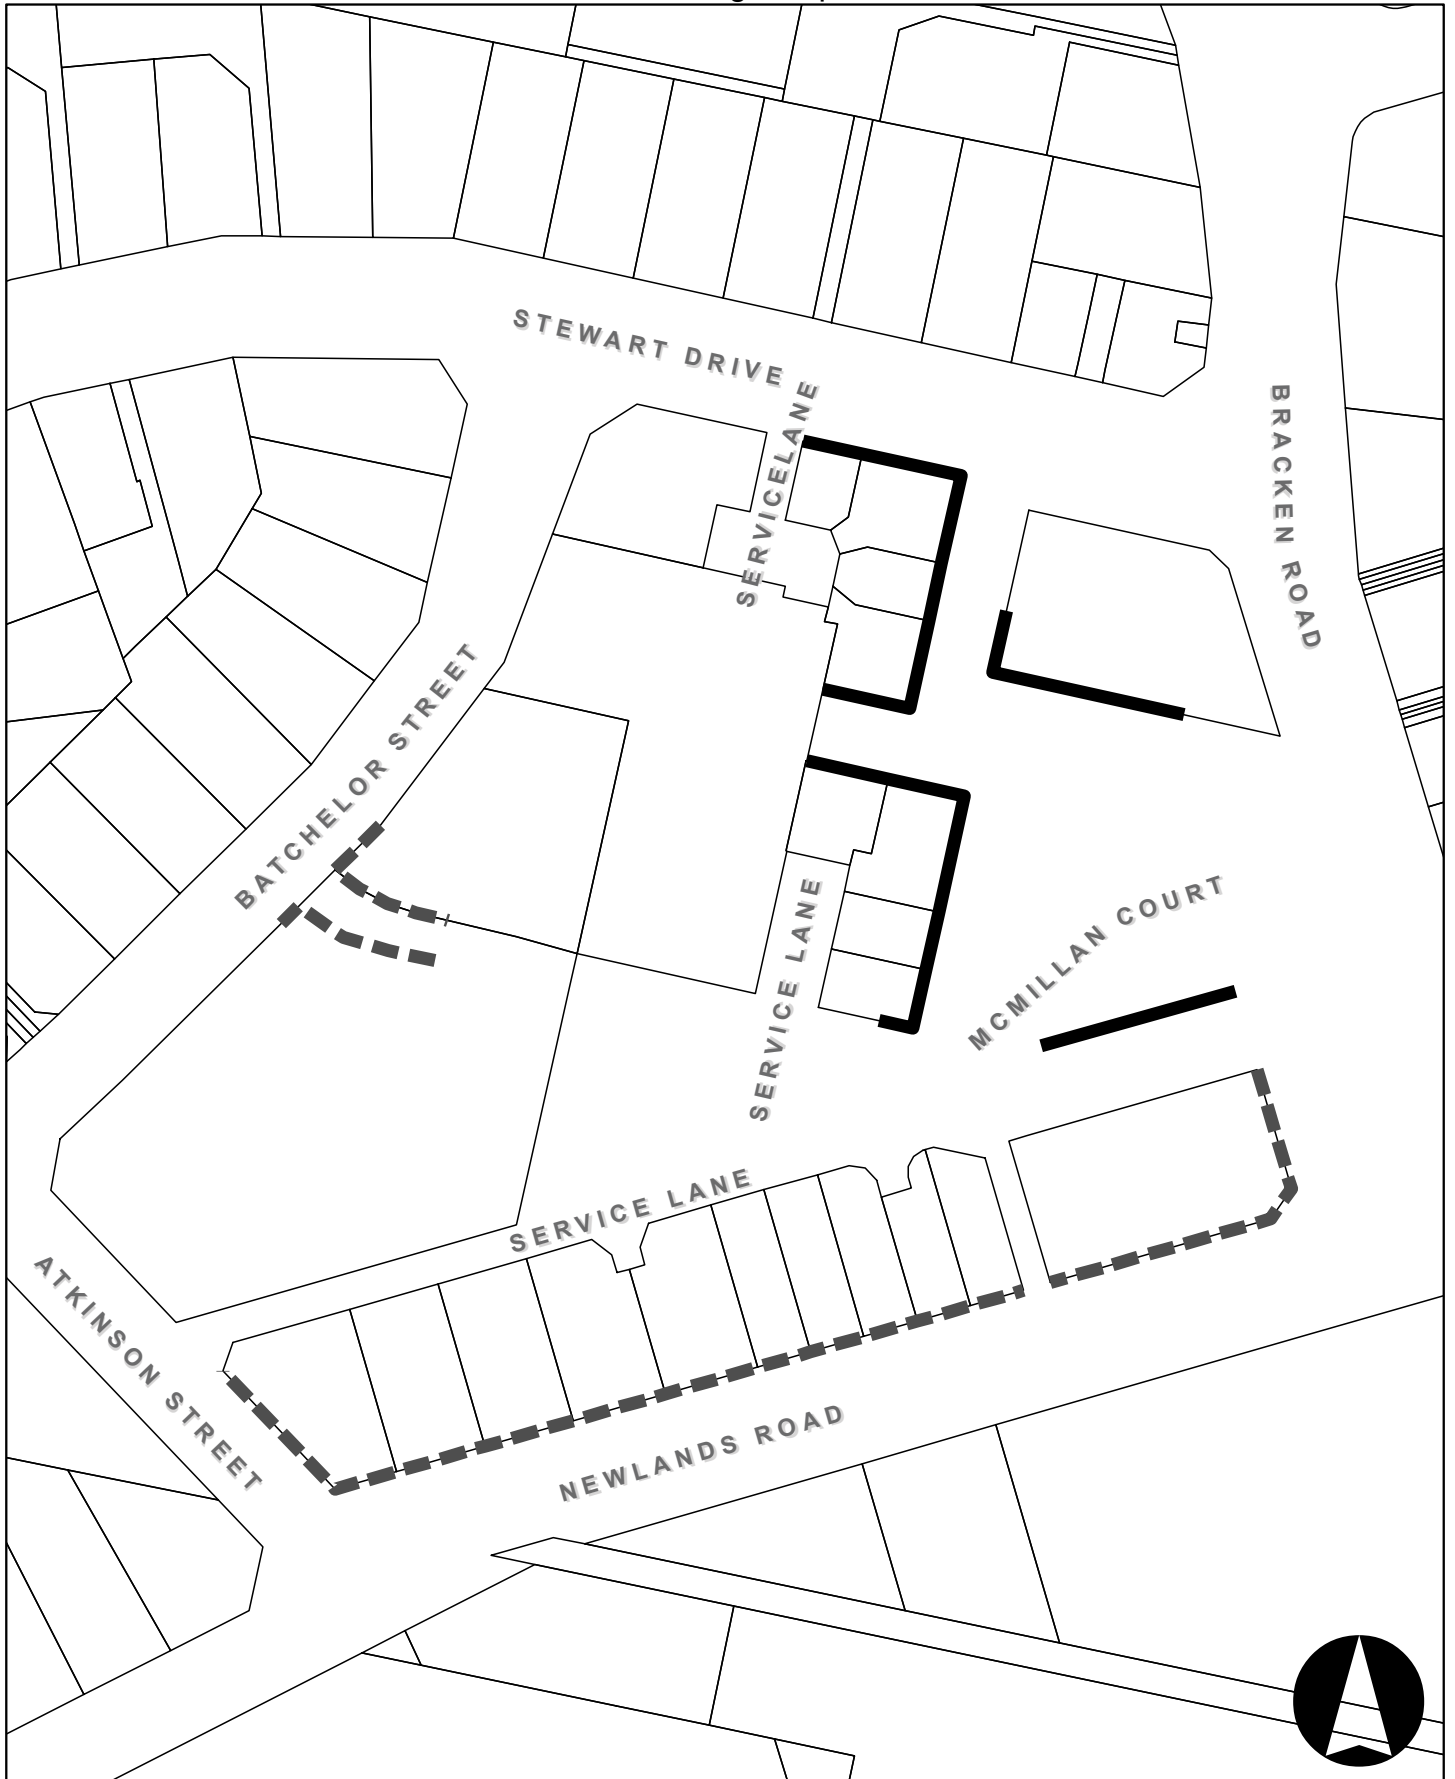 STEWART DRIVE
SERVICELANE
BRACKEN ROAD
BATCHELOR STREET
MCMILLAN COURT
SERVICE LANE
SERVICE LANE
ATKINSON STREET
NEWLANDS ROAD